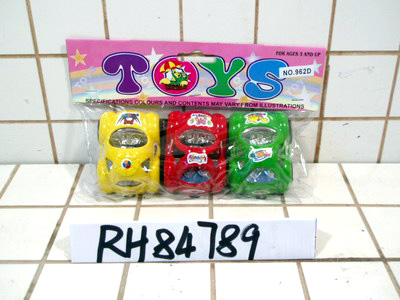 FOR AGES 3 AND UP
TOYS
NO.962D
SPECIFICATIONS COLOURS AND CONTENTS MAY VARY FROM ILLUSTRATIONS
RH84789